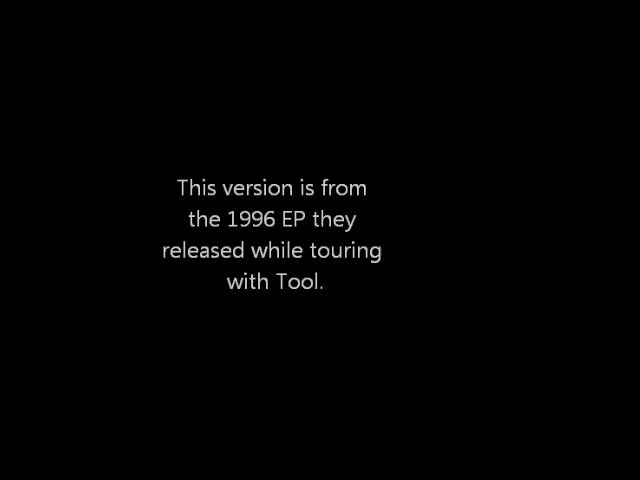 This version is from
the 1996 EP they
released while touring
with Tool.